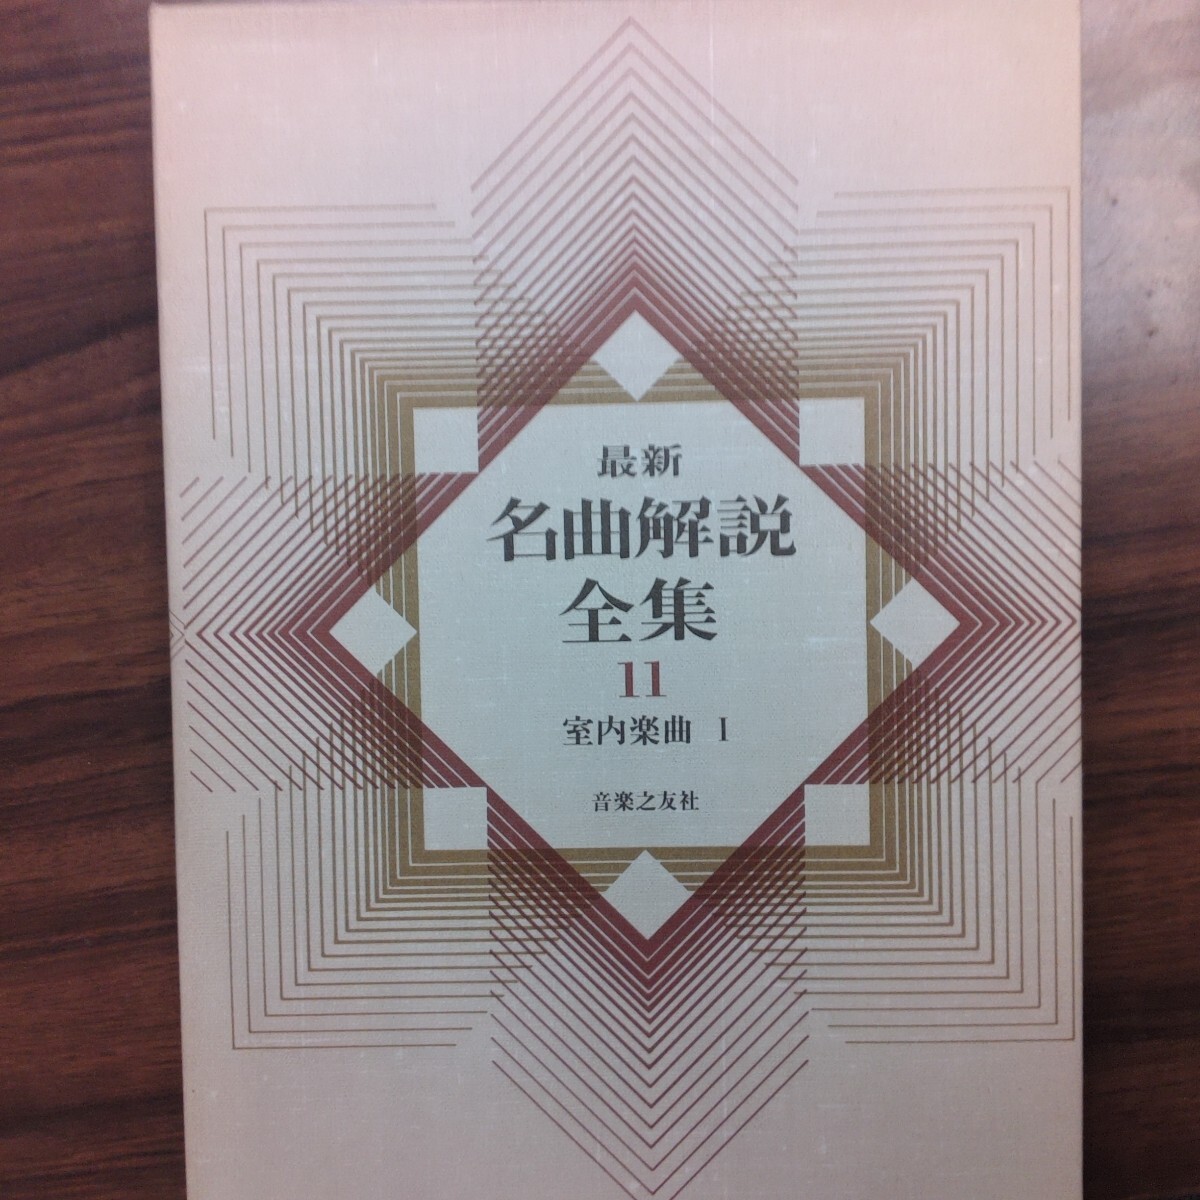 最新
名曲解説
全集
11
室内楽曲 I
音楽之友社